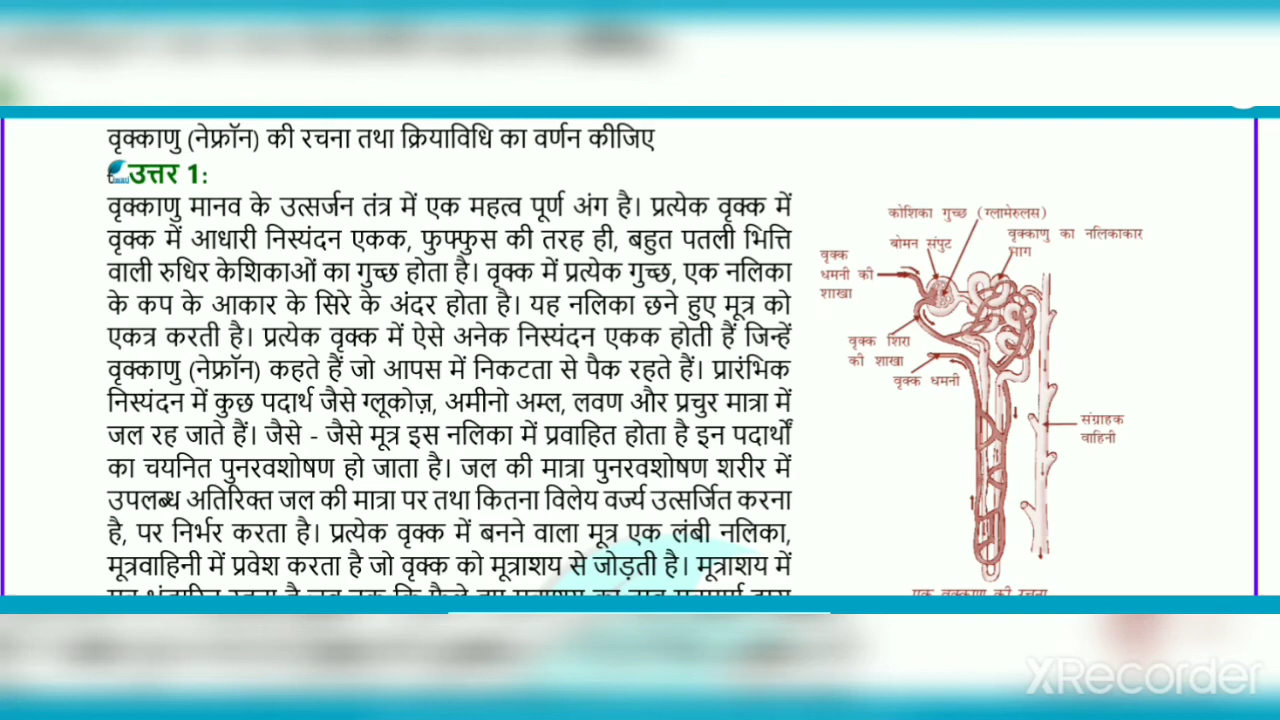 वृक्काणु (नेफ्रॉन) की रचना तथा क्रियाविधि का वर्णन कीजिए
उत्तर 1:
वृक्काणु मानव के उत्सर्जन तंत्र में एक महत्व पूर्ण अंग है। प्रत्येक वृक्क में
वृक्क में आधारी निस्यंदन एकक, फुफ्फुस की तरह ही, बहुत पतली भित्ति
वाली रुधिर केशिकाओं का गुच्छ होता है। वृक्क में प्रत्येक गुच्छ, एक नलिका
के कप के आकार के सिरे के अंदर होता है। यह नलिका छने हुए मूत्र को
एकत्र करती है। प्रत्येक वृक्क में ऐसे अनेक निस्यंदन एकक होती हैं जिन्हें
वृक्काणु (नेफ्रॉन) कहते हैं जो आपस में निकटता से पैक रहते हैं। प्रारंभिक
निस्यंदन में कुछ पदार्थ जैसे ग्लूकोज़, अमीनो अम्ल, लवण और प्रचुर मात्रा में
जल रह जाते हैं। जैसे - जैसे मूत्र इस नलिका में प्रवाहित होता है इन पदार्थों
का चयनित पुनरवशोषण हो जाता है। जल की मात्रा पुनरवशोषण शरीर में
उपलब्ध अतिरिक्त जल की मात्रा पर तथा कितना विलेय वर्ज्य उत्सर्जित करना
है, पर निर्भर करता है। प्रत्येक वृक्क में बनने वाला मूत्र एक लंबी नलिका,
मूत्रवाहिनी में प्रवेश करता है जो वृक्क को मूत्राशय से जोड़ती है। मूत्राशय में
कोशिका गुच्छ (ग्लामेरुलस)
बोमन संपुट
वृक्काणु का नलिकाकार
भाग
वृक्क
धमनी की
शाखा
वृक्क शिरा
की शाखा
वृक्क धमनी
संग्राहक
वाहिनी
एक वृक्काणु की रचना
XRecorder